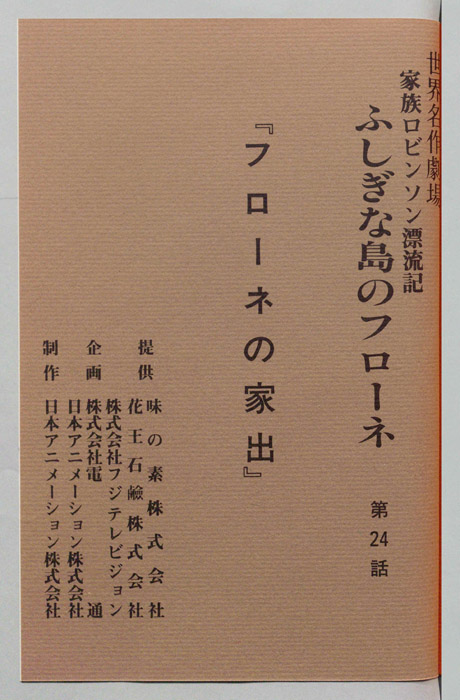 世界名作劇場
家族ロビンソン漂流記
ふしぎな島のフローネ
第24話
『フローネの家出』
提供 味の素株式会社
花王石鹼株式会社
企画 株式会社フジテレビジョン
株式会社電通
日本アニメーション株式会社
制作 日本アニメーション株式会社